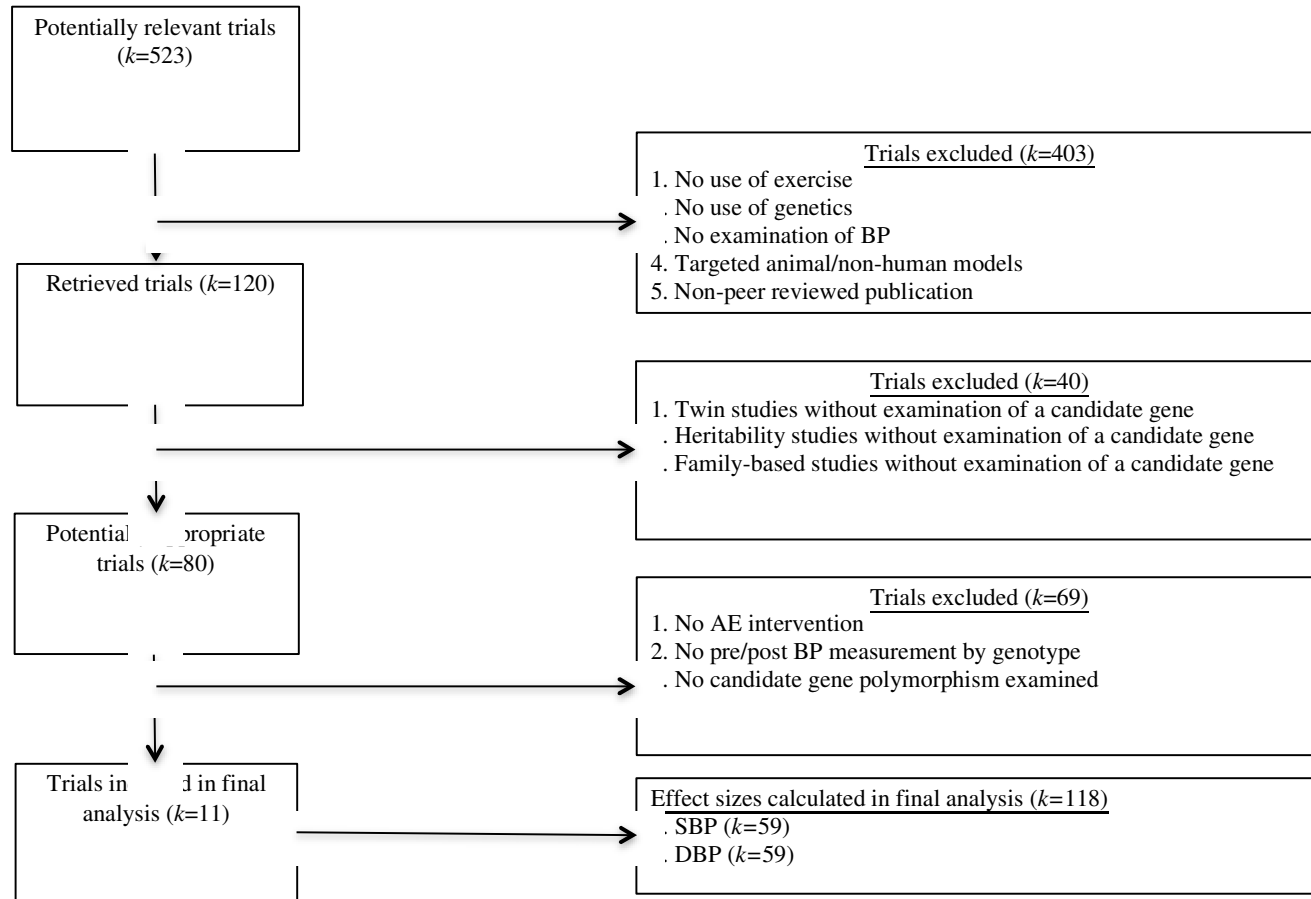 Potentially relevant trials
(k=523)
Trials excluded (k=403)
1. No use of exercise
. No use of genetics
. No examination of BP
4. Targeted animal/non-human models
5. Non-peer reviewed publication
Retrieved trials (k=120)
Trials excluded (k=40)
1. Twin studies without examination of a candidate gene
. Heritability studies without examination of a candidate gene
. Family-based studies without examination of a candidate gene
trials (k=80)
Trials excluded (k=69)
1. No AE intervention
2. No pre/post BP measurement by genotype
. No candidate gene polymorphism examined
Trials in final
analysis (k=11)
Effect sizes calculated in final analysis (k=118)
. SBP (k=59)
. DBP (k=59)